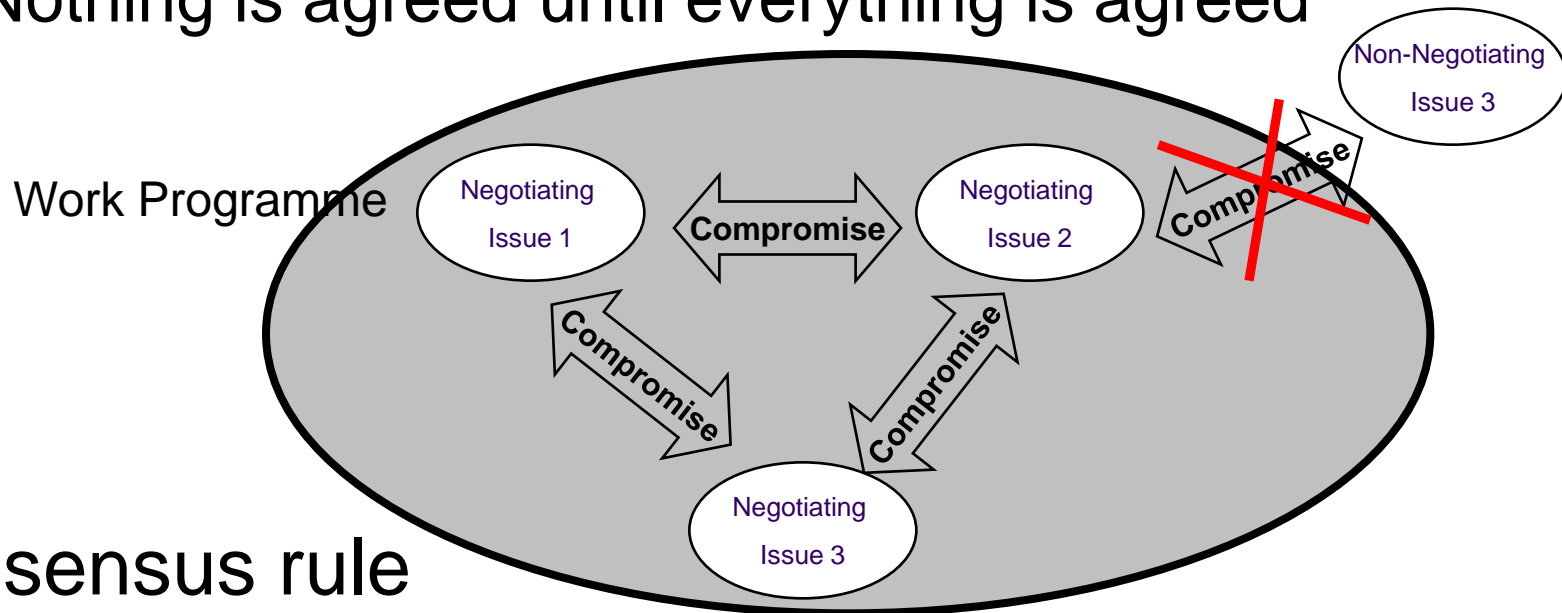 Nothing is agreed until everything is agreed
Non-Negotiating
Issue 3
Work Programme
Negotiating
Issue 1
Compromise
Negotiating
Issue 2
Compromise
Compromise
Compromise
Negotiating
Issue 3
sensus rule